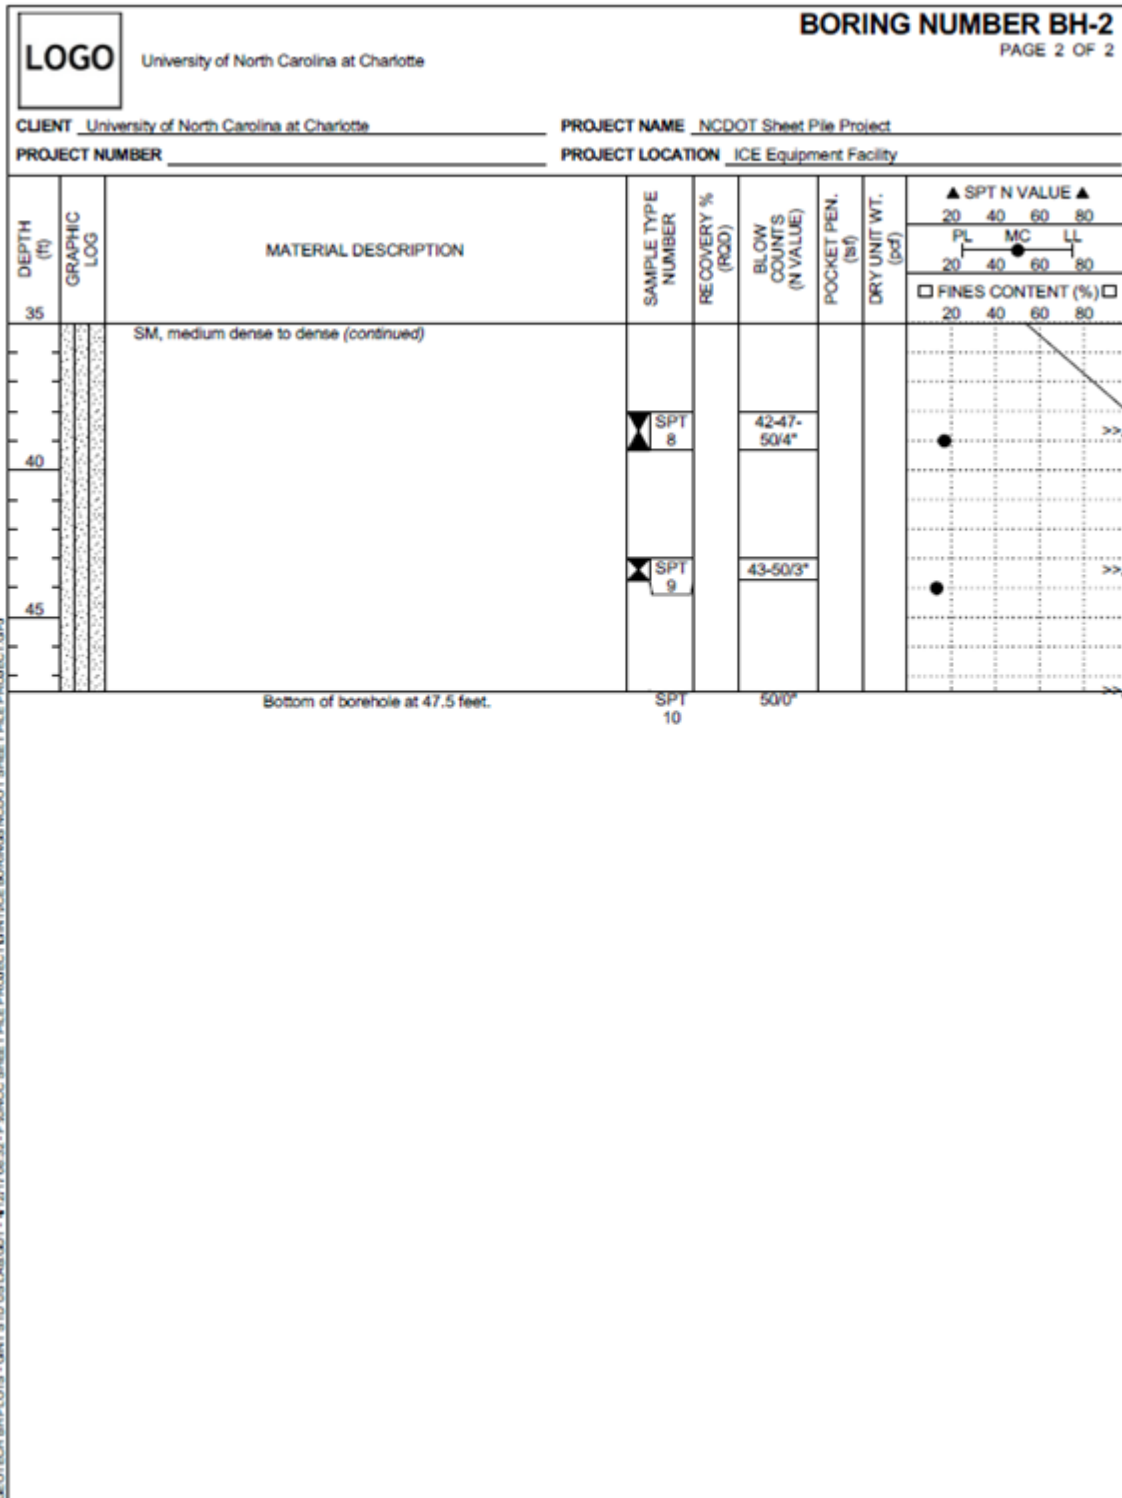 BORING NUMBER BH-2
PAGE 2 OF 2
LOGO
University of North Carolina at Charlotte
CLIENT University of North Carolina at Charlotte
PROJECT NAME NCDOT Sheet Pile Project
PROJECT NUMBER
PROJECT LOCATION ICE Equipment Facility
DEPTH (ft)
GRAPHIC LOG
MATERIAL DESCRIPTION
SAMPLE TYPE NUMBER
RECOVERY % (RQD)
BLOW COUNTS (N VALUE)
POCKET PEN. (tsf)
DRY UNIT WT. (pcf)
▲ SPT N VALUE ▲
20 40 60 80
PL MC LL
20 40 60 80
□ FINES CONTENT (%) □
20 40 60 80
35
SM, medium dense to dense (continued)
SPT 8
42-47-50/4"
>>
40
SPT 9
43-50/3"
>>
45
>>
Bottom of borehole at 47.5 feet.
SPT 10
50/0"